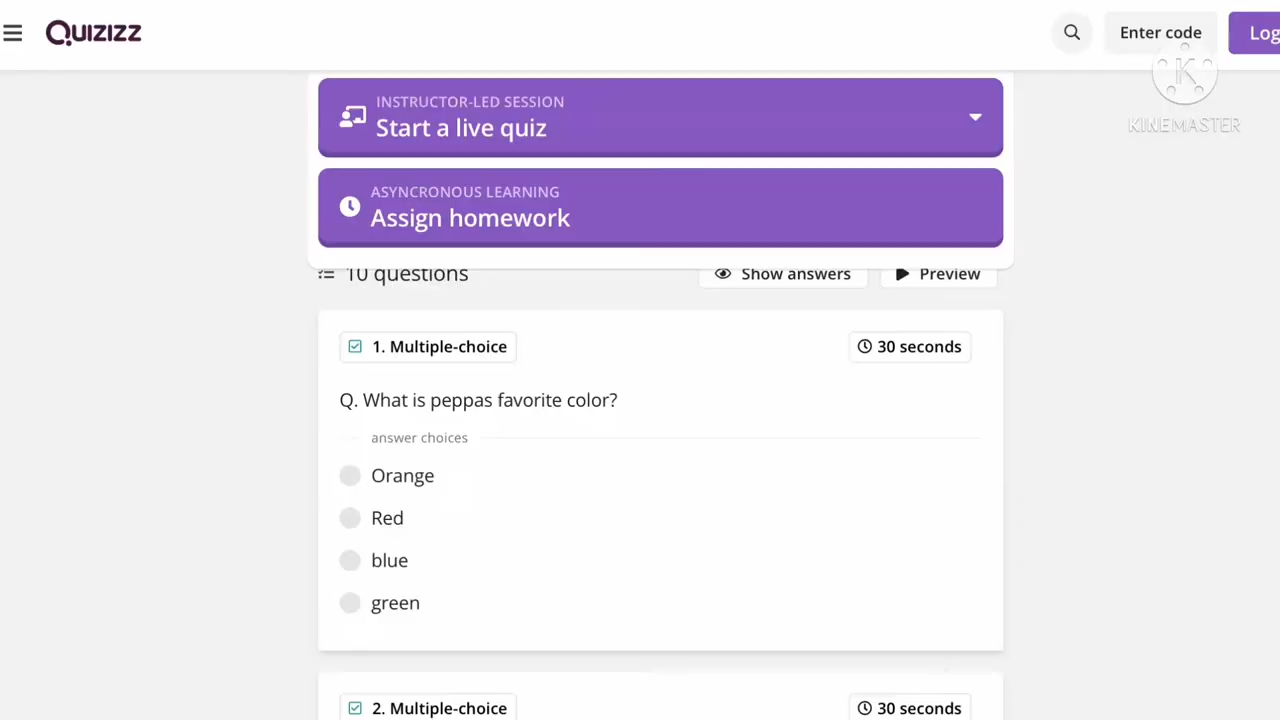 QUIZIZZ
Enter code
Log
KINEMASTER
INSTRUCTOR-LED SESSION
Start a live quiz
ASYNCRONOUS LEARNING
Assign homework
10 questions
Show answers
Preview
1. Multiple-choice
30 seconds
Q. What is peppas favorite color?
answer choices
Orange
Red
blue
green
2. Multiple-choice
30 seconds